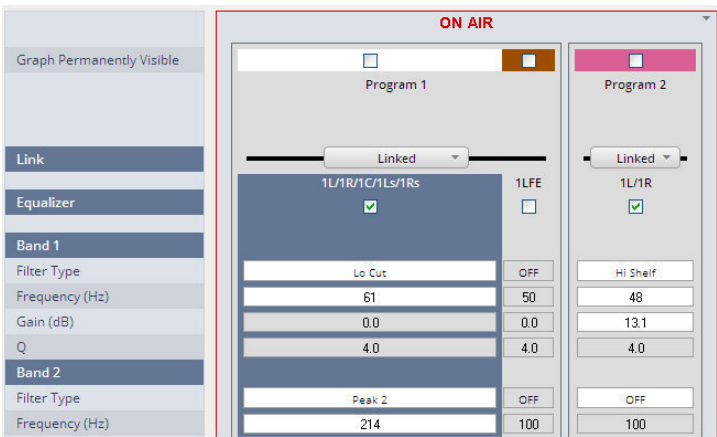 ON AIR
Graph Permanently Visible
Program 1 Program 2
Link Linked Linked
1L/1R/1C/1Ls/1Rs 1LFE 1L/1R
Equalizer
Band 1
Filter Type Lo Cut OFF Hi Shelf
Frequency (Hz) 61 50 48
Gain (dB) 0.0 0.0 13.1
Q 4.0 4.0 4.0
Band 2
Filter Type Peak 2 OFF OFF
Frequency (Hz) 214 100 100